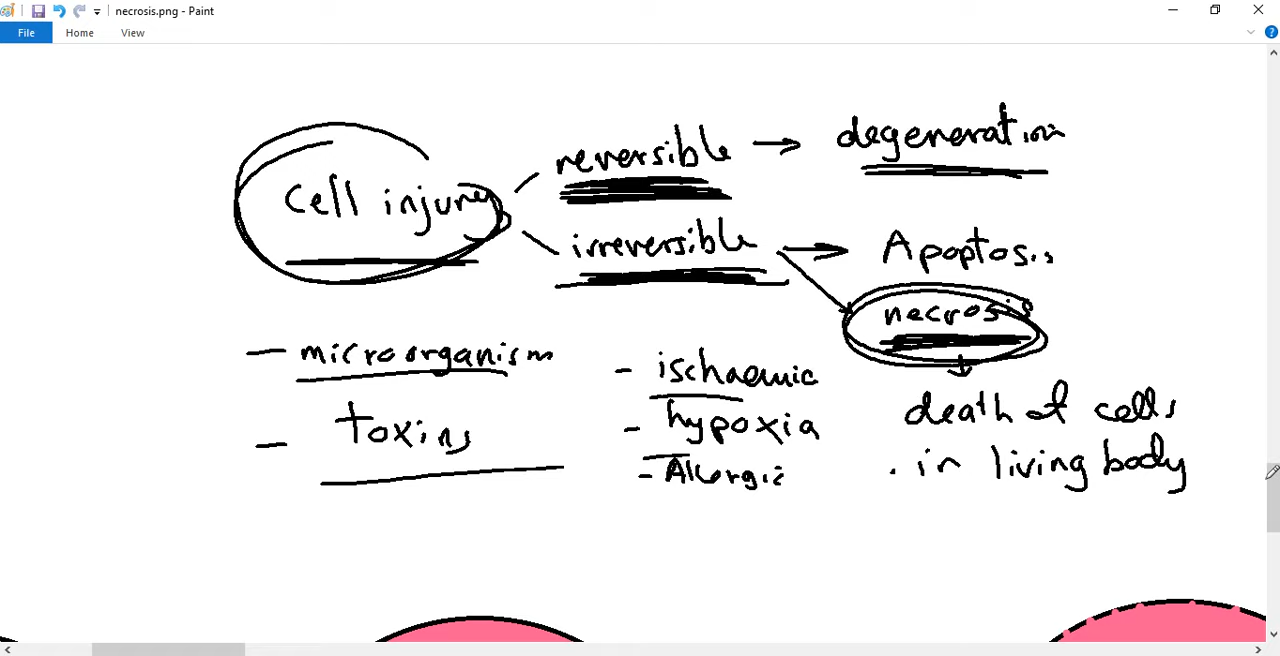 necrosis.png - Paint
File Home View
cell injury
reversible → degeneration
irreversible → Apoptosis
necrosis
- microorganism
- toxins
- ischaemic
- hypoxia
- Allergic
death of cells
in living body